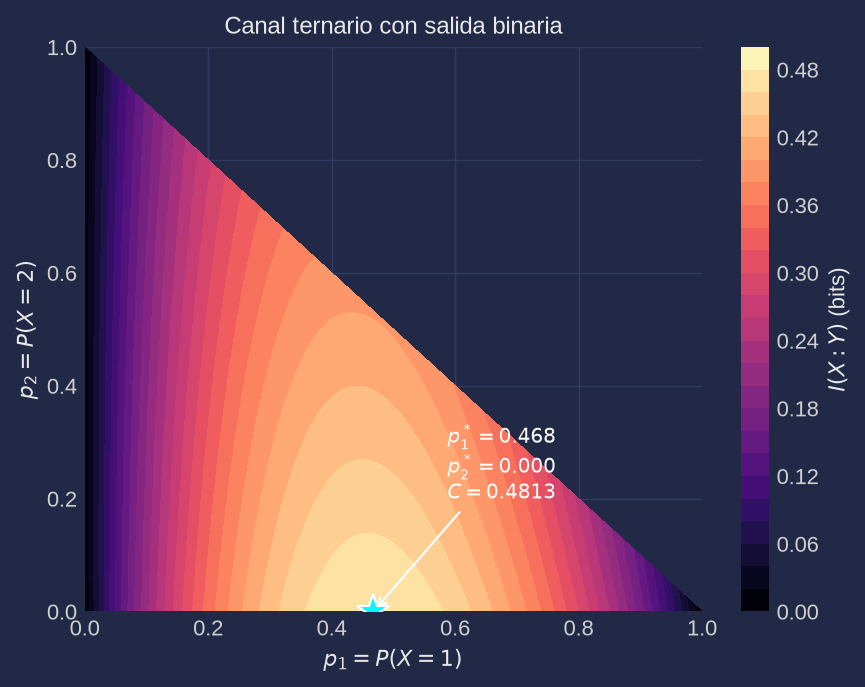 Canal ternario con salida binaria
1.0
0.8
0.6
0.4
0.2
0.0
p₂ = P(X = 2)
p₁* = 0.468
p₂* = 0.000
C = 0.4813
0.0 0.2 0.4 0.6 0.8 1.0
p₁ = P(X = 1)
0.48
0.42
0.36
0.30
0.24
0.18
0.12
0.06
0.00
I(X : Y) (bits)